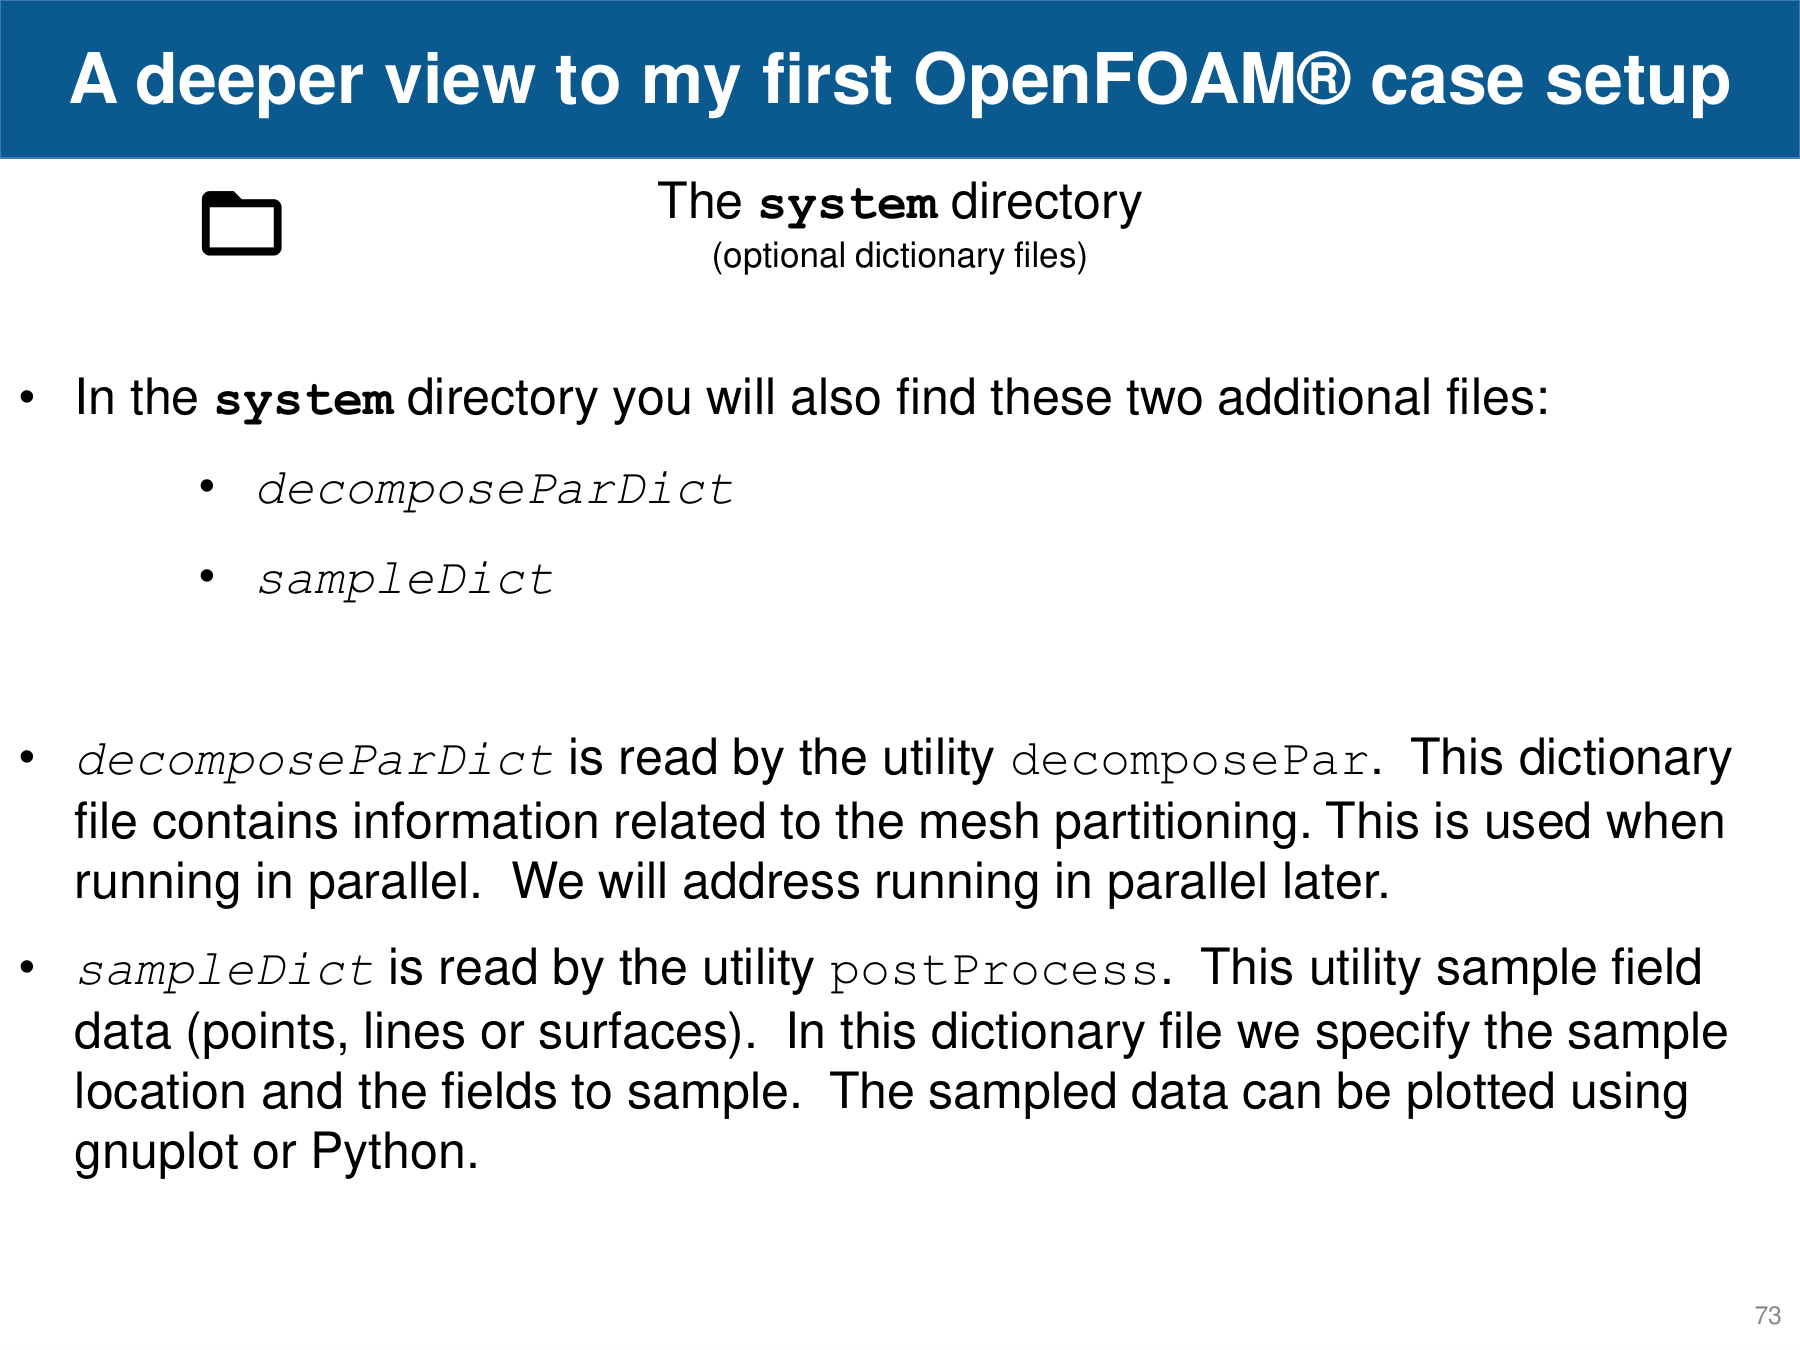 A deeper view to my first OpenFOAM® case setup
The system directory
(optional dictionary files)
• In the system directory you will also find these two additional files:
• decomposeParDict
• sampleDict
• decomposeParDict is read by the utility decomposePar. This dictionary
file contains information related to the mesh partitioning. This is used when
running in parallel. We will address running in parallel later.
• sampleDict is read by the utility postProcess. This utility sample field
data (points, lines or surfaces). In this dictionary file we specify the sample
location and the fields to sample. The sampled data can be plotted using
gnuplot or Python.
73